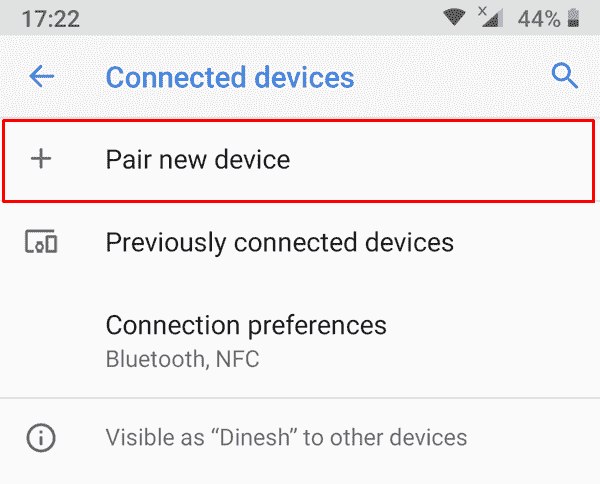 17:22 44%
Connected devices
Pair new device
Previously connected devices
Connection preferences
Bluetooth, NFC
Visible as “Dinesh” to other devices